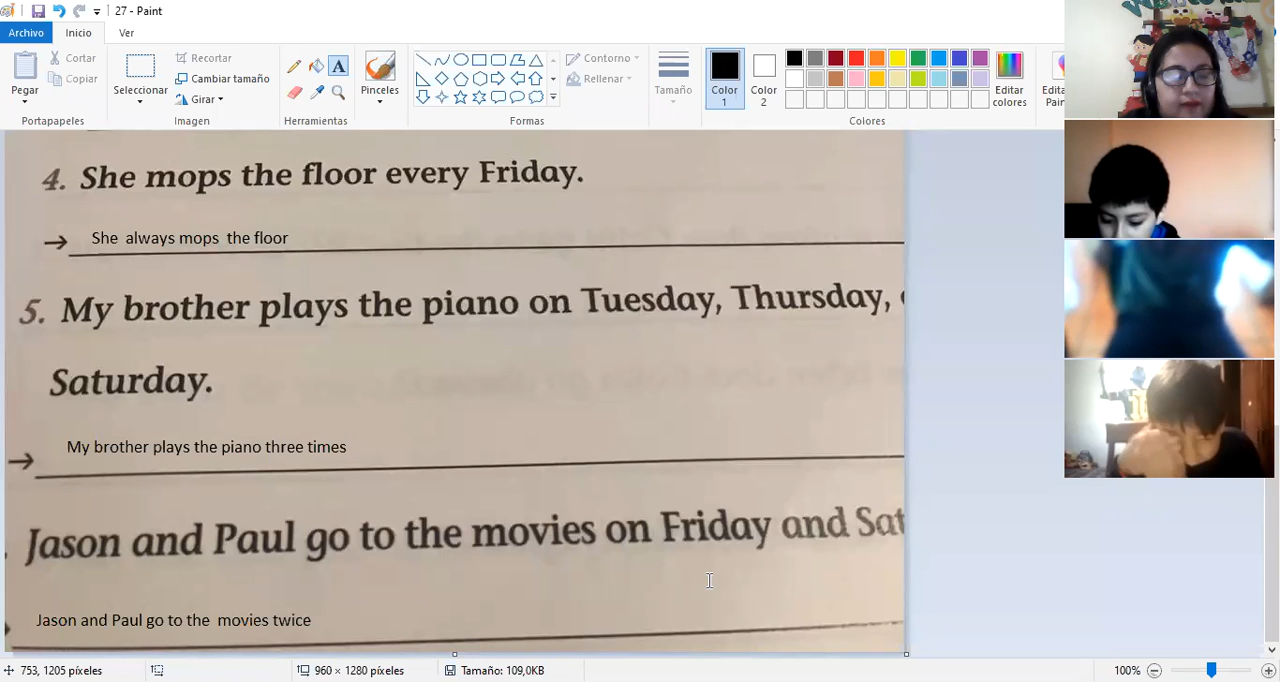 27 - Paint
Archivo Inicio Ver
Pegar
Cortar
Copiar
Portapapeles
Seleccionar
Recortar
Cambiar tamaño
Girar
Imagen
A
Herramientas
Pinceles
Contorno
Rellenar
Formas
Tamaño
Color 1
Color 2
Editar colores
Colores
4. She mops the floor every Friday.
She always mops the floor
5. My brother plays the piano on Tuesday, Thursday,
Saturday.
My brother plays the piano three times
Jason and Paul go to the movies on Friday and Sat
Jason and Paul go to the movies twice
753, 1205 píxeles
960 × 1280 píxeles
Tamaño: 109,0KB
100%